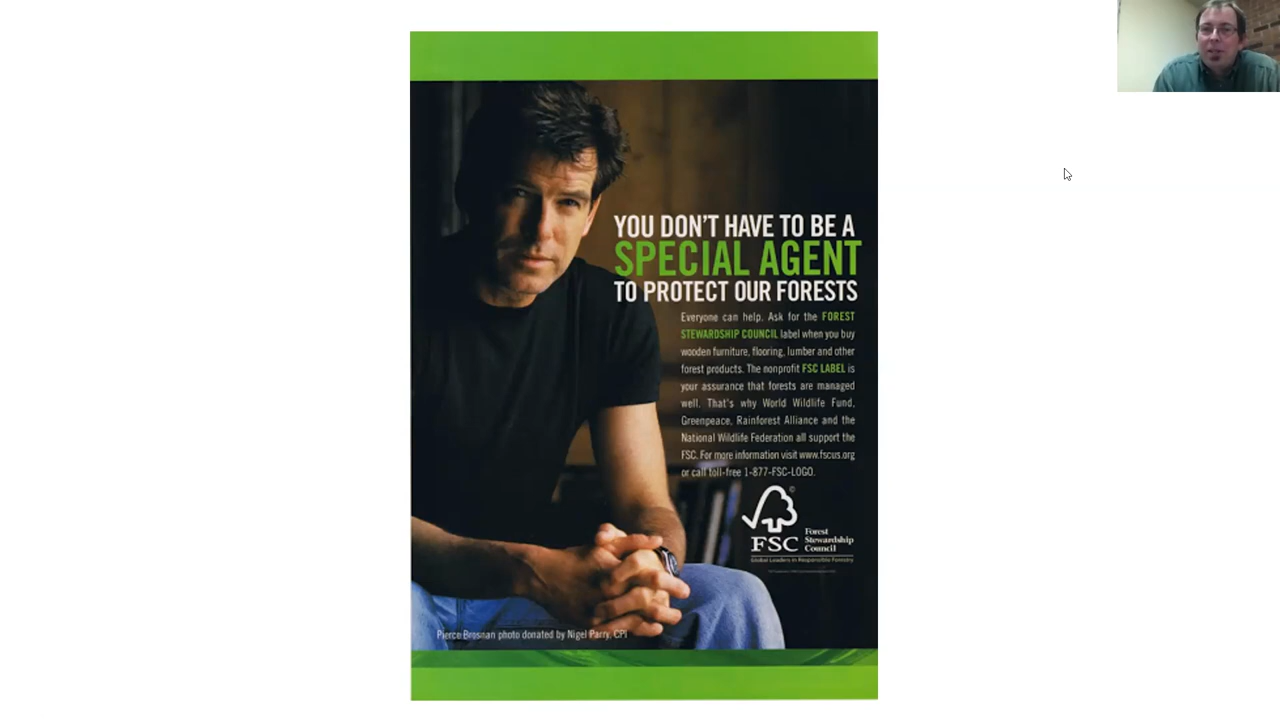 YOU DON'T HAVE TO BE A
SPECIAL AGENT
TO PROTECT OUR FORESTS
Everyone can help. Ask for the FOREST
STEWARDSHIP COUNCIL label when you buy
wooden furniture, flooring, lumber and other
forest products. The nonprofit FSC LABEL is
your assurance that forests are managed
well. That's why World Wildlife Fund,
Greenpeace, Rainforest Alliance and the
National Wildlife Federation all support the
FSC. For more information visit www.fscus.org
or call toll-free 1-877-FSC-LOGO.
©
FSC
Forest
Stewardship
Council
Global Leaders in Responsible Forestry
Pierce Brosnan photo donated by Nigel Parry, CPi